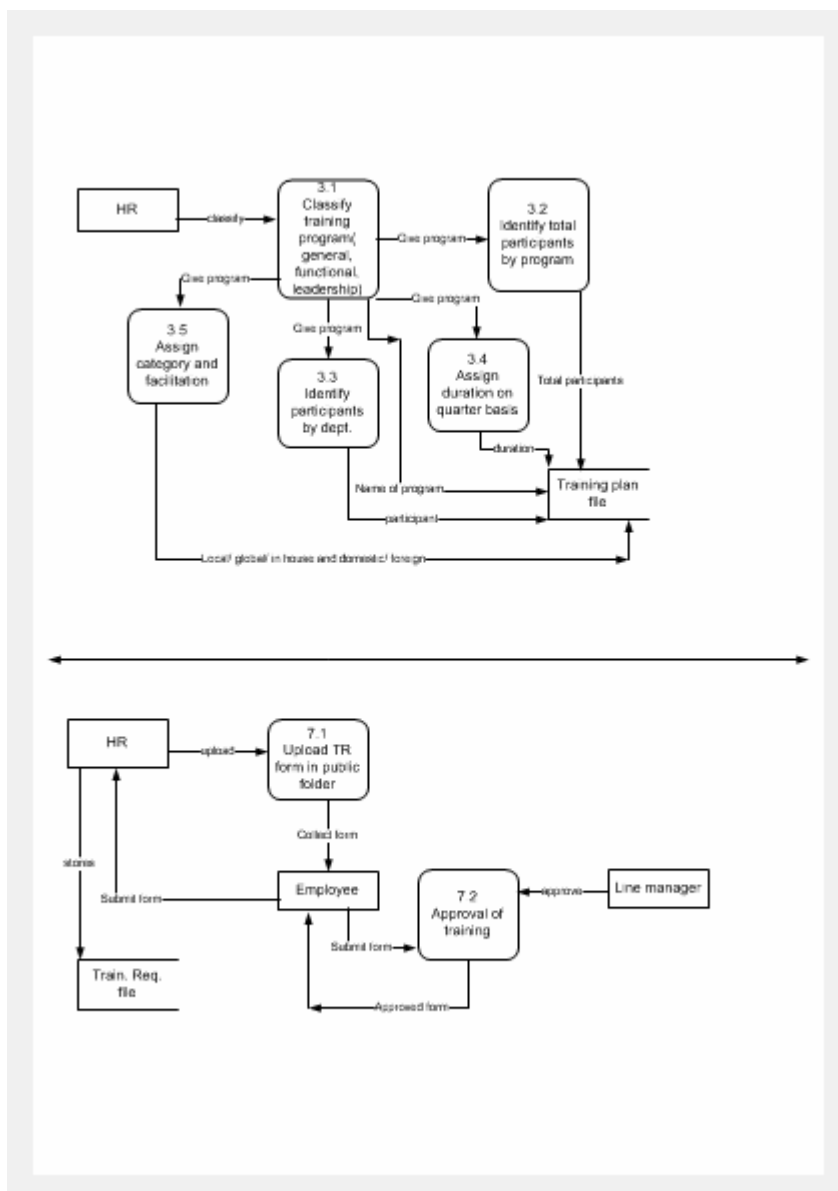 HR
classify
3.1
Classify
training
program(
general,
functional,
leadership)
Give program
3.2
Identify total
participants
by program
Give program
Give program
Give program
3.5
Assign
category and
facilitation
3.3
Identify
participants
by dept.
3.4
Assign
duration on
quarter basis
Total participants
duration
Name of program
Training plan
file
participant
Local/ global/ in house and domestic/ foreign
HR
upload
7.1
Upload TR
form in public
folder
Collect form
stores
Submit form
Employee
7.2
Approval of
training
approve
Line manager
Submit form
Train. Req.
file
Approved form